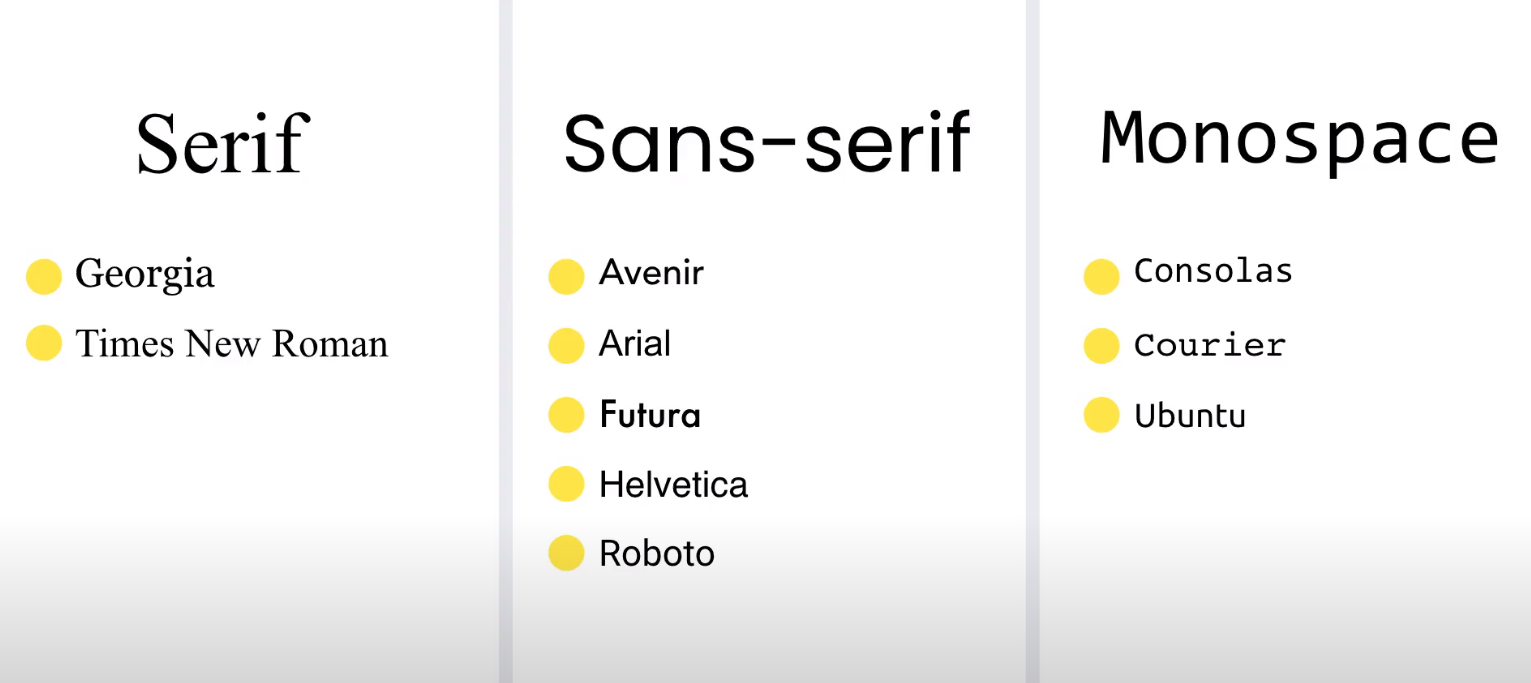 Serif
Georgia
Times New Roman
Sans-serif
Avenir
Arial
Futura
Helvetica
Roboto
Monospace
Consolas
Courier
Ubuntu